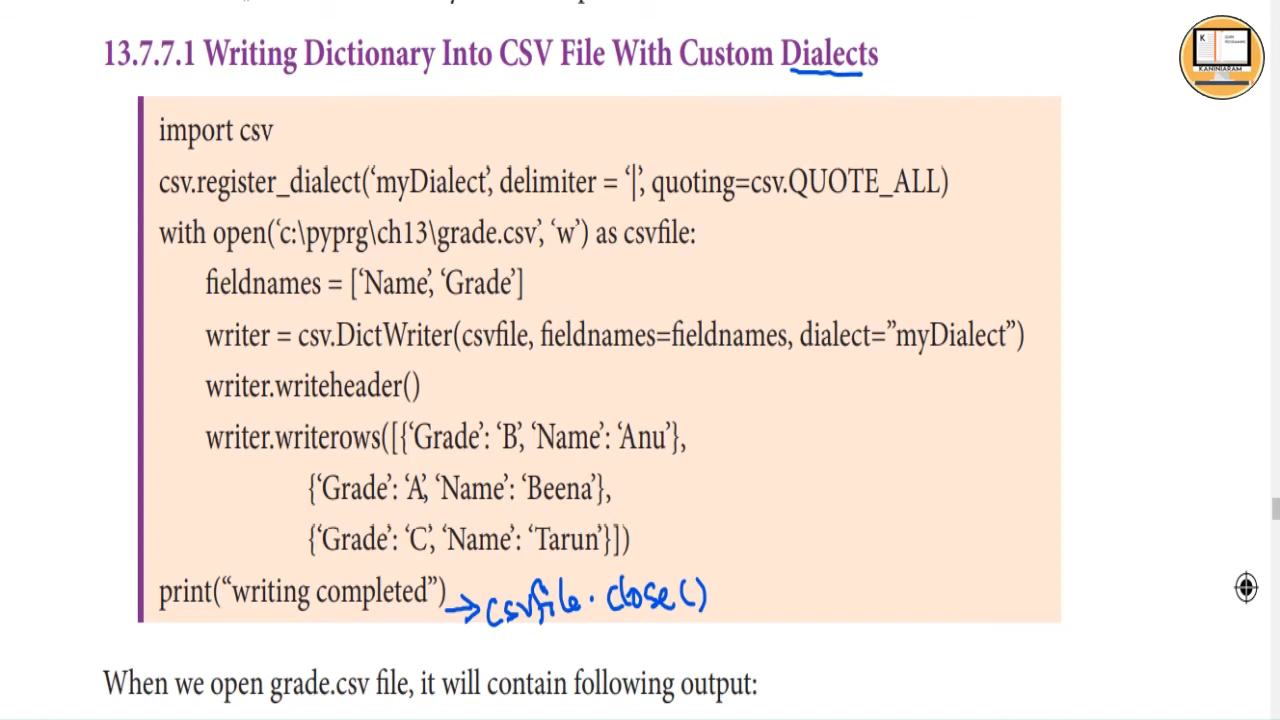 13.7.7.1 Writing Dictionary Into CSV File With Custom Dialects
K
KANINIARAM
import csv
csv.register_dialect(‘myDialect’, delimiter = ‘|’, quoting=csv.QUOTE_ALL)
with open(‘c:\pyprg\ch13\grade.csv’, ‘w’) as csvfile:
fieldnames = [‘Name’, ‘Grade’]
writer = csv.DictWriter(csvfile, fieldnames=fieldnames, dialect=”myDialect”)
writer.writeheader()
writer.writerows([{‘Grade’: ‘B’, ‘Name’: ‘Anu’},
{‘Grade’: ‘A’, ‘Name’: ‘Beena’},
{‘Grade’: ‘C’, ‘Name’: ‘Tarun’}])
print(“writing completed”) → csvfile.close()
When we open grade.csv file, it will contain following output: